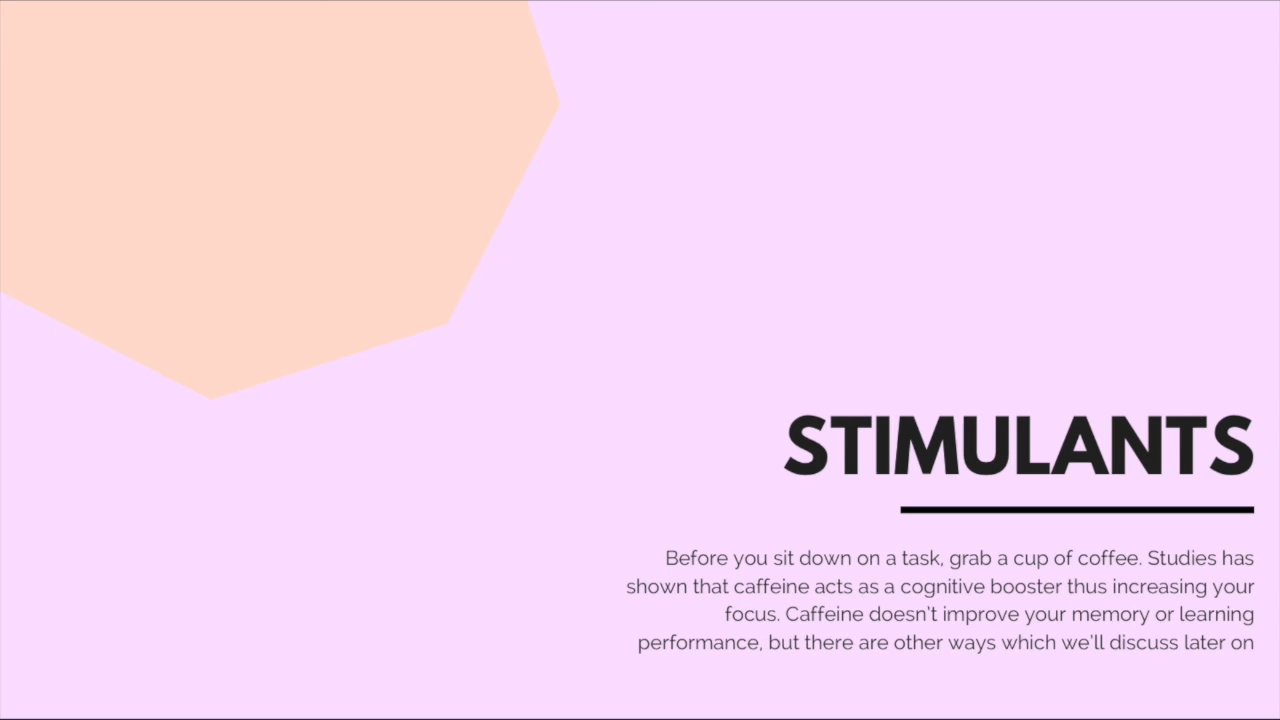 STIMULANTS
Before you sit down on a task, grab a cup of coffee. Studies has
shown that caffeine acts as a cognitive booster thus increasing your
focus. Caffeine doesn't improve your memory or learning
performance, but there are other ways which we'll discuss later on